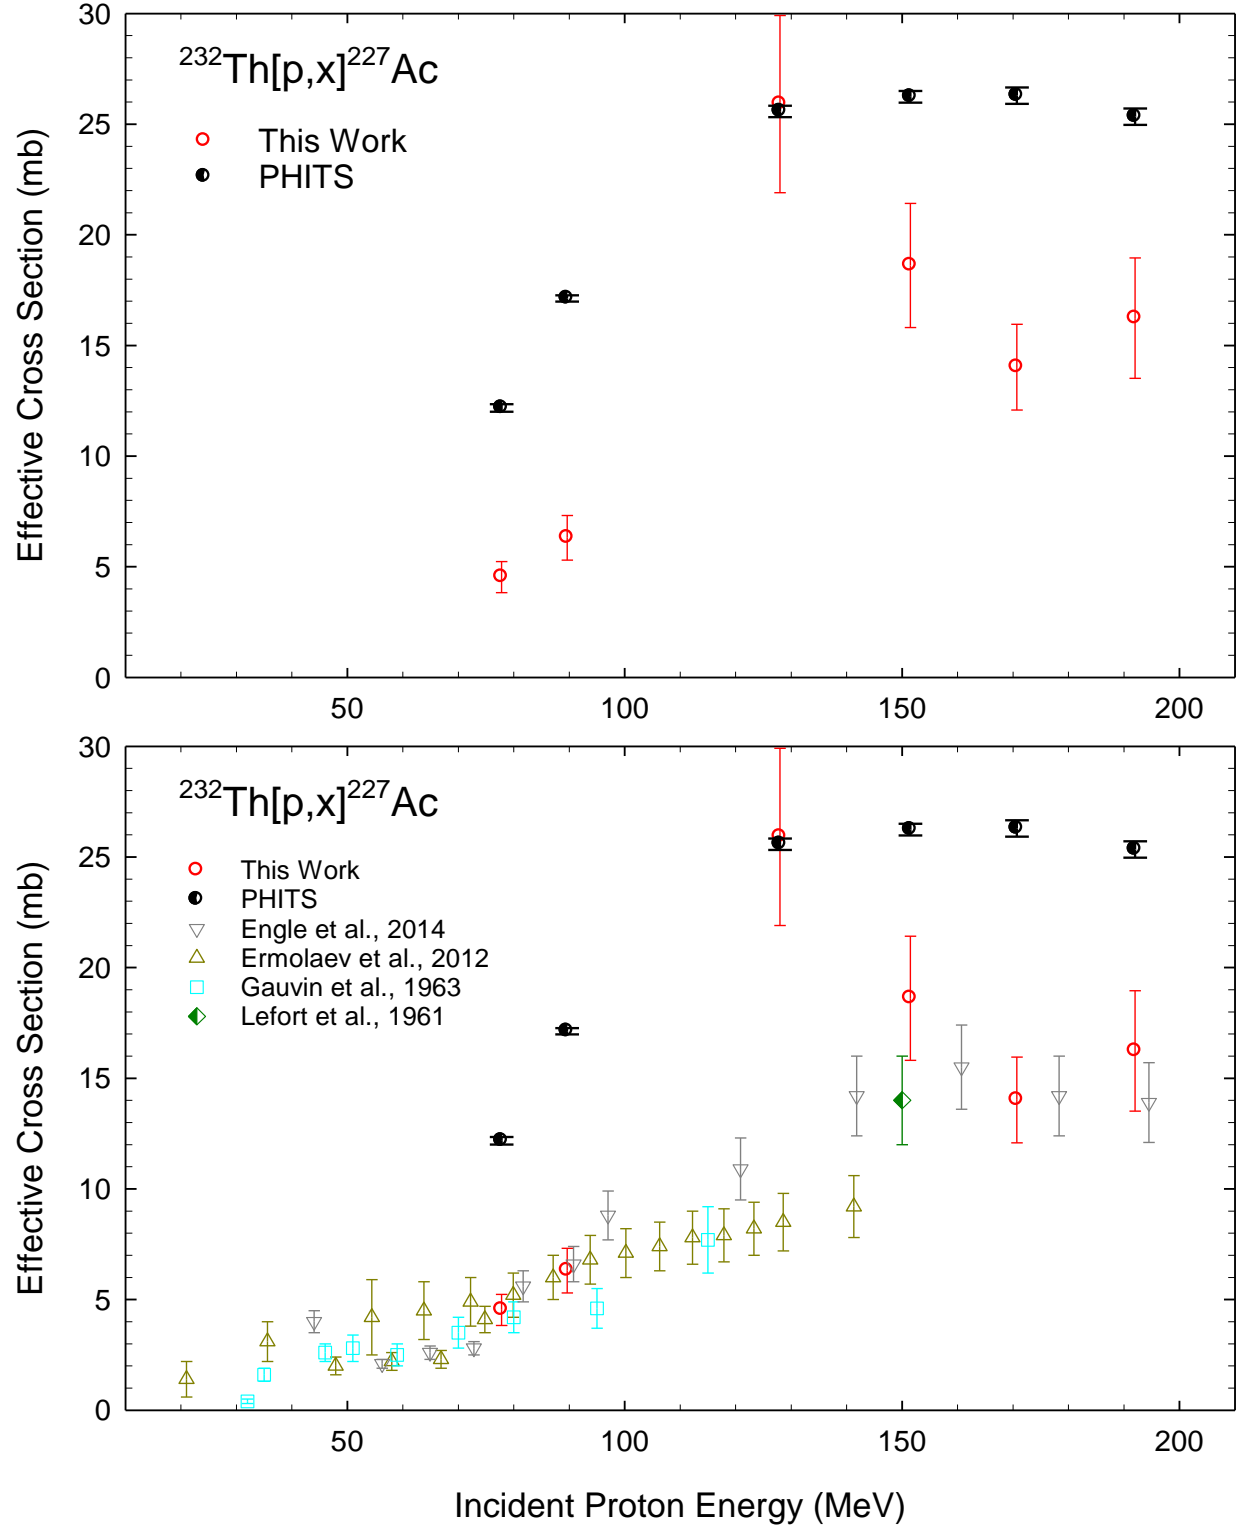 30
²³²Th[p,x]²²⁷Ac
This Work
PHITS
25
20
15
10
5
0
Effective Cross Section (mb)
50 100 150 200
30
²³²Th[p,x]²²⁷Ac
This Work
PHITS
Engle et al., 2014
Ermolaev et al., 2012
Gauvin et al., 1963
Lefort et al., 1961
25
20
15
10
5
0
Effective Cross Section (mb)
50 100 150 200
Incident Proton Energy (MeV)